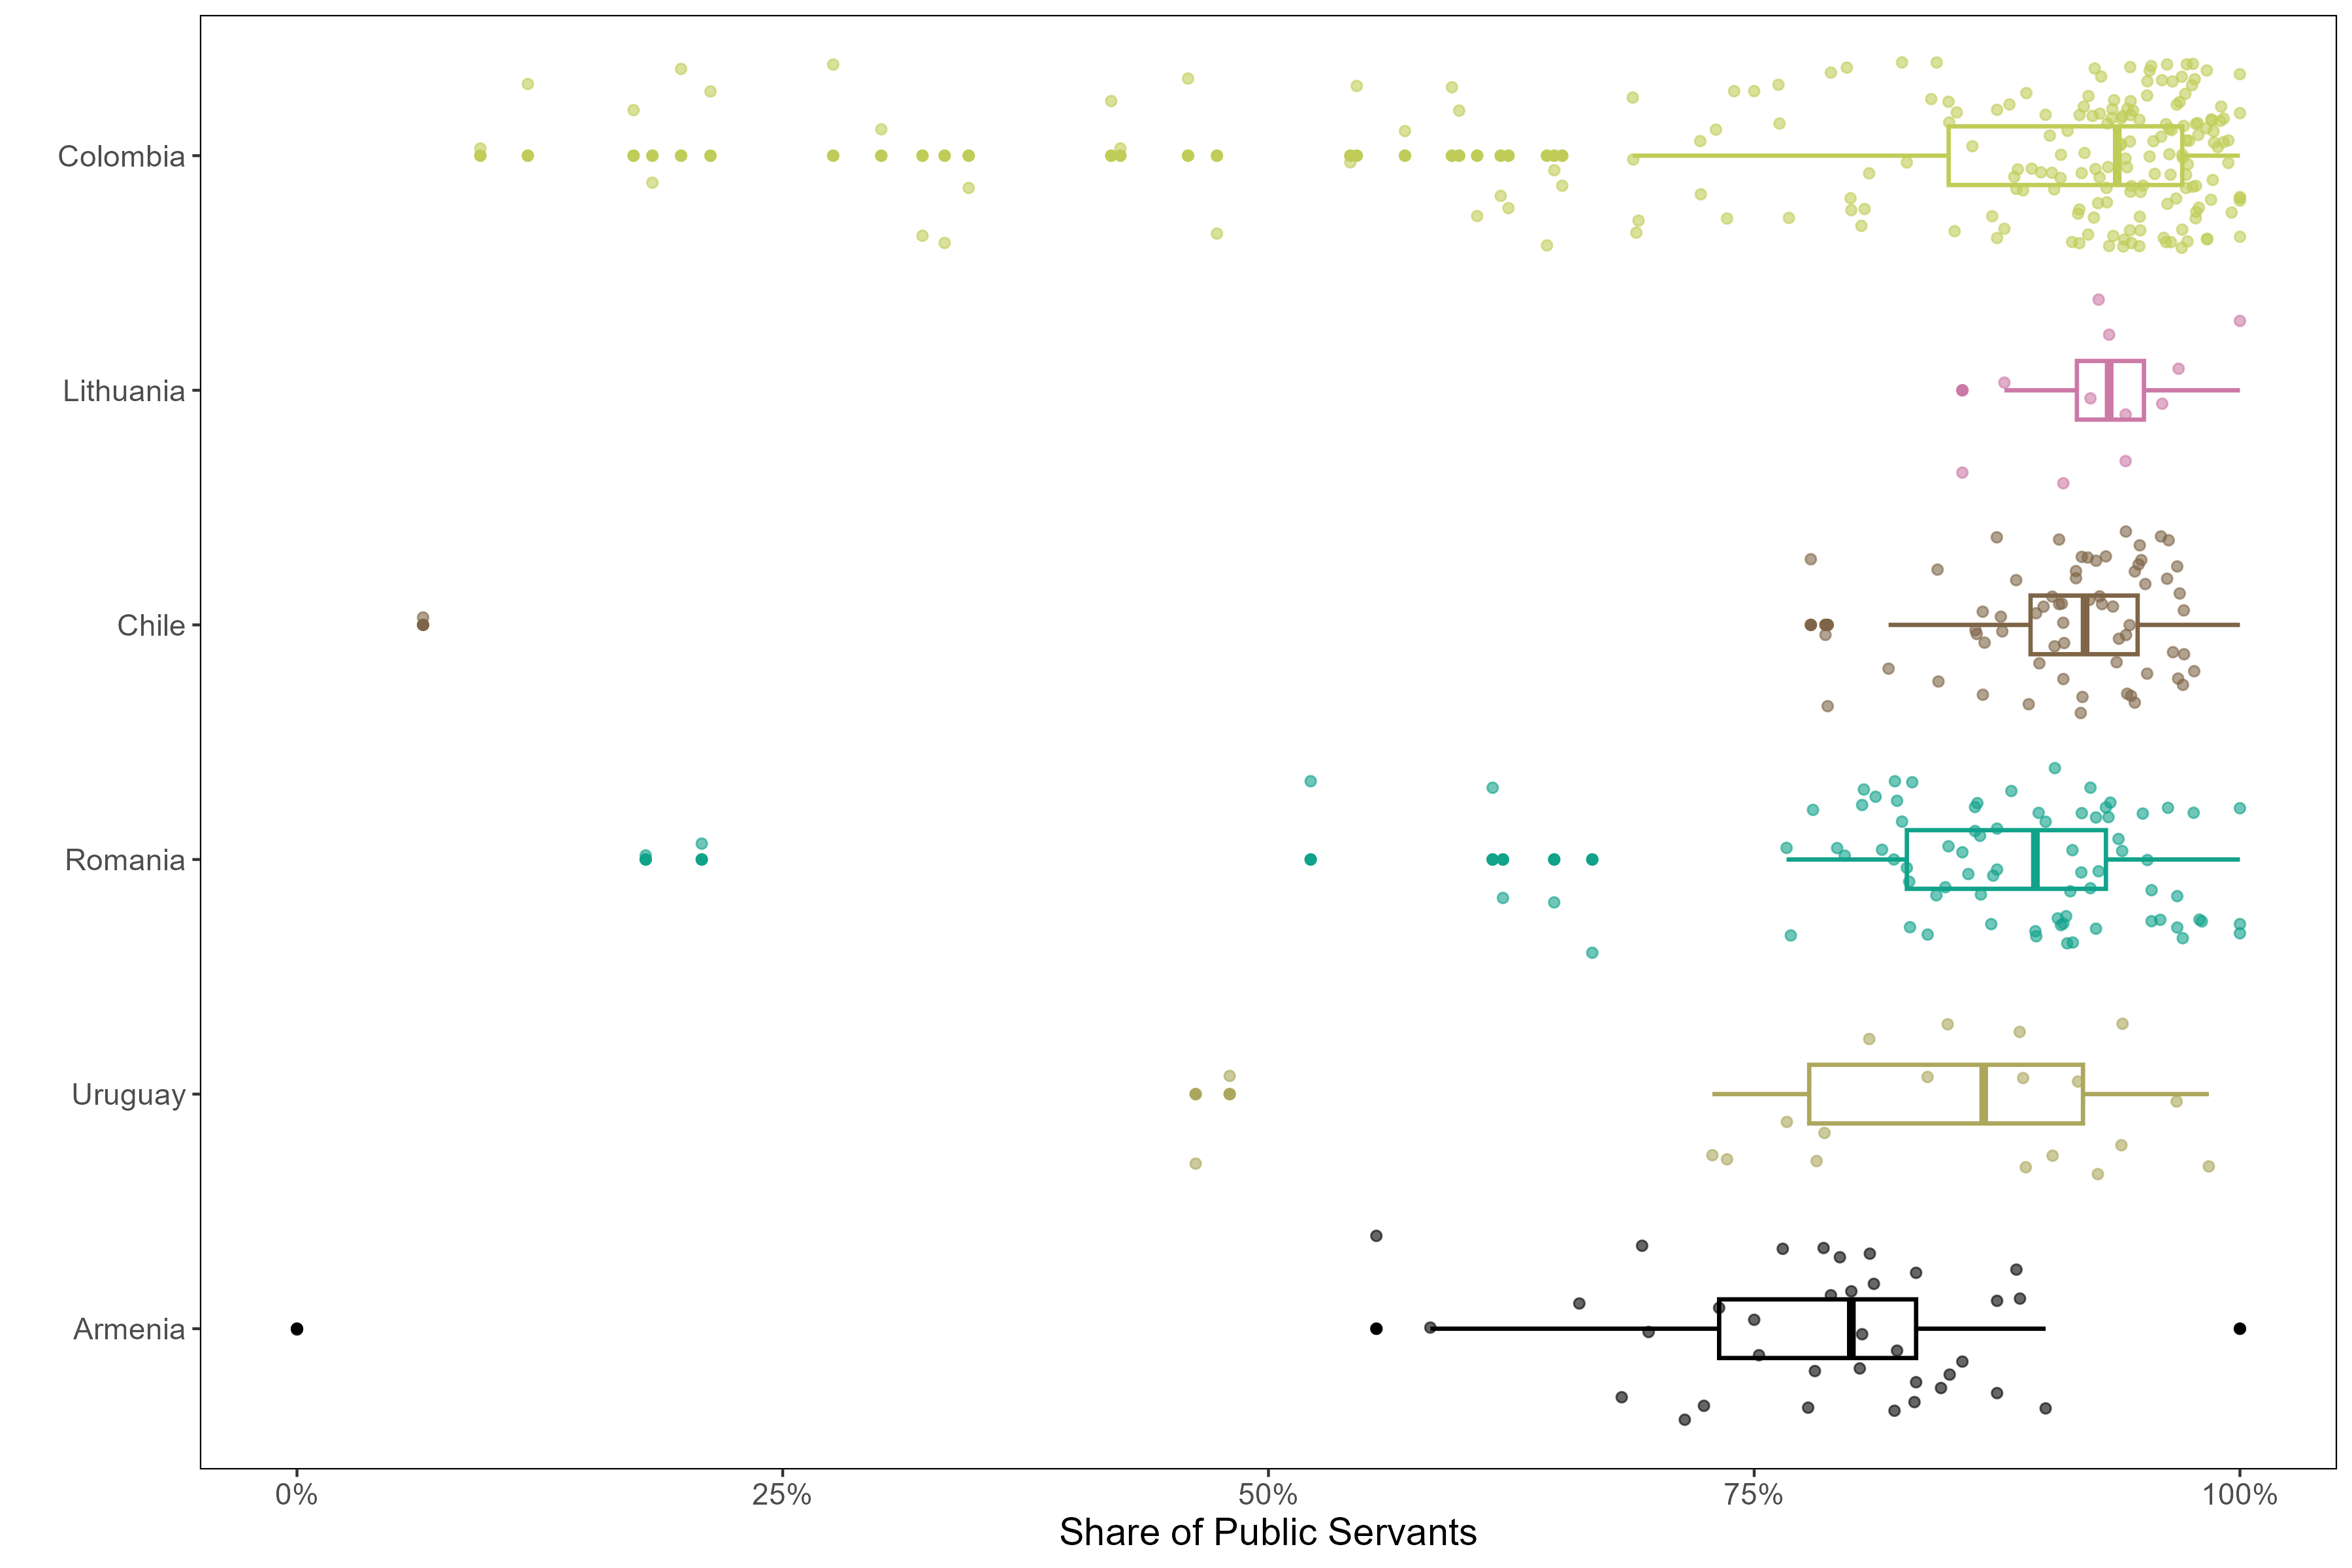 Colombia
Lithuania
Chile
Romania
Uruguay
Armenia
0% 25% 50% 75% 100%
Share of Public Servants